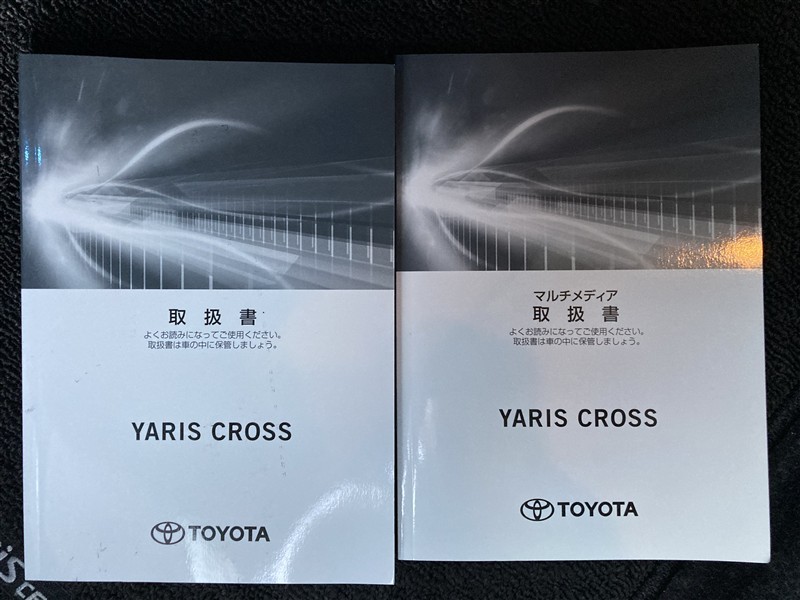 取扱書
よくお読みになってご使用ください。
取扱書は車の中に保管しましょう。
YARIS CROSS
TOYOTA
マルチメディア
取扱書
よくお読みになってご使用ください。
取扱書は車の中に保管しましょう。
YARIS CROSS
TOYOTA